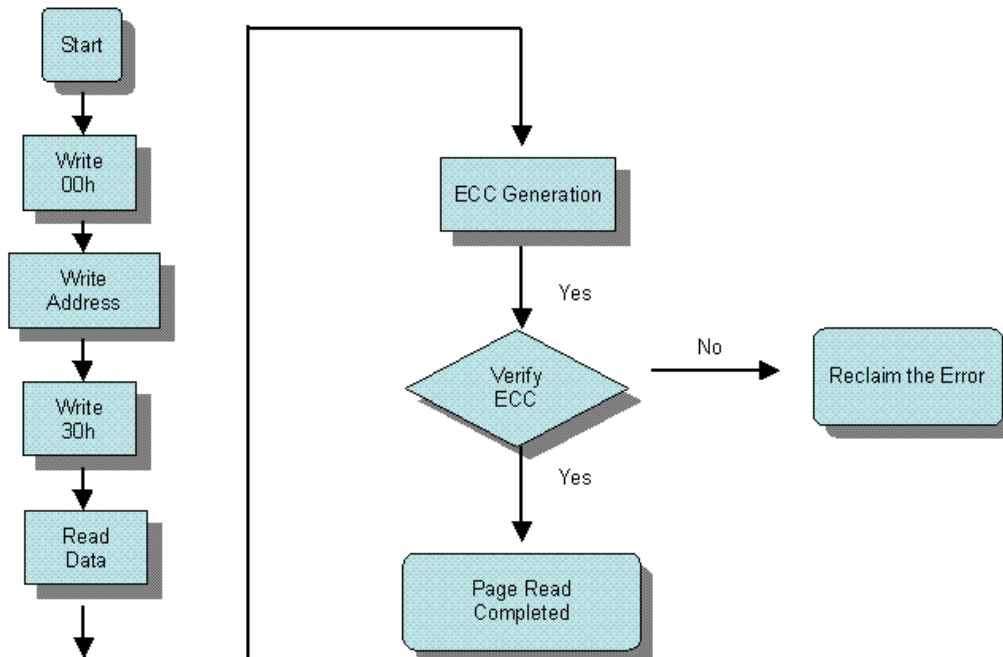 Start
Write
00h
Write
Address
Write
30h
Read
Data
ECC Generation
Yes
Verify
ECC
No
Reclaim the Error
Yes
Page Read
Completed